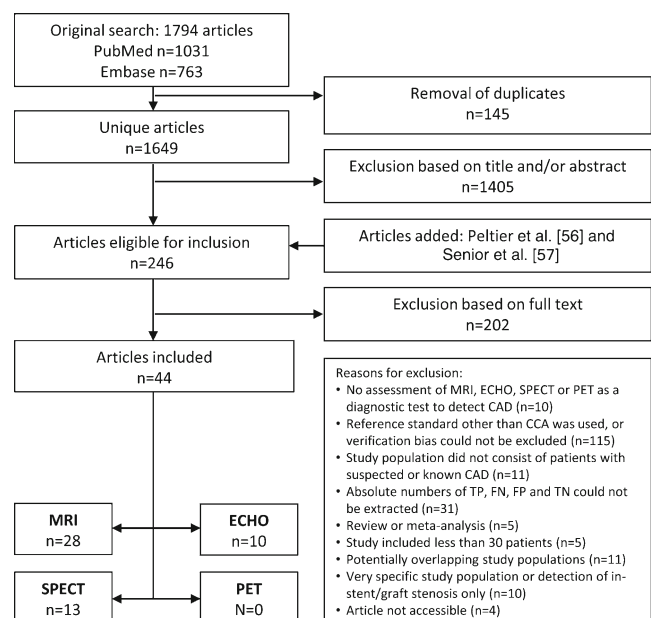 Original search: 1794 articles
PubMed n=1031
Embase n=763
Removal of duplicates
n=145
Unique articles
n=1649
Exclusion based on title and/or abstract
n=1405
Articles eligible for inclusion
n=246
Articles added: Peltier et al. [56] and
Senior et al. [57]
Exclusion based on full text
n=202
Articles included
n=44
Reasons for exclusion:
• No assessment of MRI, ECHO, SPECT or PET as a
diagnostic test to detect CAD (n=10)
• Reference standard other than CCA was used, or
verification bias could not be excluded (n=115)
• Study population did not consist of patients with
suspected or known CAD (n=11)
• Absolute numbers of TP, FN, FP and TN could not
be extracted (n=31)
• Review or meta-analysis (n=5)
• Study included less than 30 patients (n=5)
• Potentially overlapping study populations (n=11)
• Very specific study population or detection of in-
stent/graft stenosis only (n=10)
• Article not accessible (n=4)
MRI
n=28
ECHO
n=10
SPECT
n=13
PET
N=0